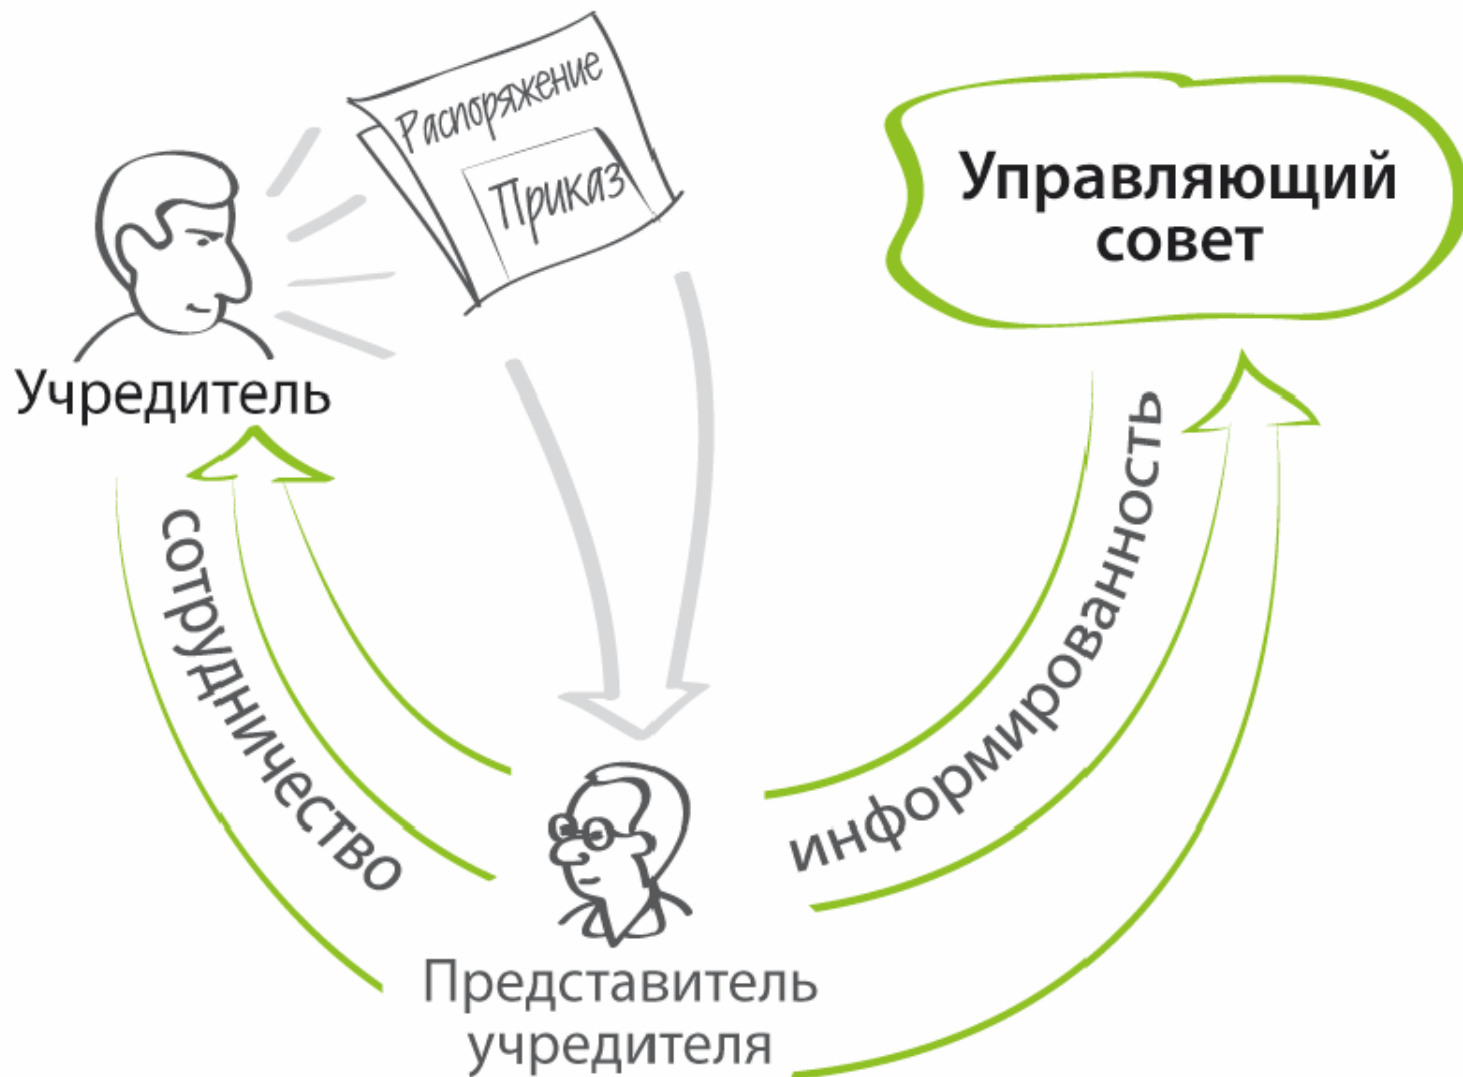 Распоряжение
Приказ
Управляющий
совет
Учредитель
сотрудничество
информированность
Представитель
учредителя